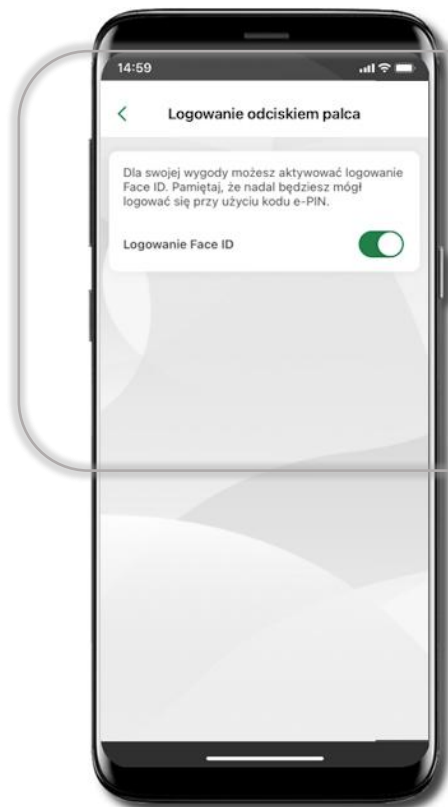 14:59
Logowanie odciskiem palca
Dla swojej wygody możesz aktywować logowanie
Face ID. Pamiętaj, że nadal będziesz mógł
logować się przy użyciu kodu e-PIN.
Logowanie Face ID